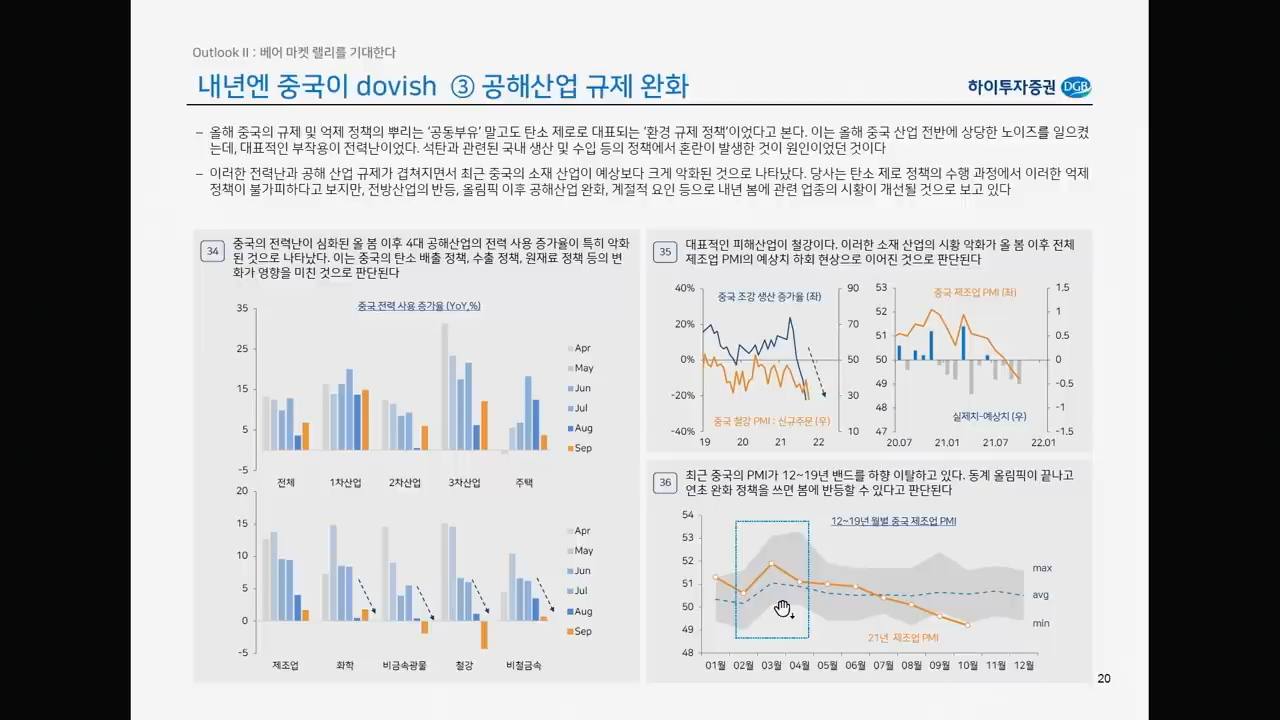 Outlook II : 베어 마켓 랠리를 기대한다
내년엔 중국이 dovish ③ 공해산업 규제 완화
하이투자증권 DGB
– 올해 중국의 규제 및 억제 정책의 뿌리는 ‘공동부유’ 말고도 탄소 제로로 대표되는 ‘환경 규제 정책’이었다고 본다. 이는 올해 중국 산업 전반에 상당한 노이즈를 일으켰
는데, 대표적인 부작용이 전력난이었다. 석탄과 관련된 국내 생산 및 수입 등의 정책에서 혼란이 발생한 것이 원인이었던 것이다
– 이러한 전력난과 공해 산업 규제가 겹쳐지면서 최근 중국의 소재 산업이 예상보다 크게 악화된 것으로 나타났다. 당사는 탄소 제로 정책의 수행 과정에서 이러한 억제
정책이 불가피하다고 보지만, 전방산업의 반등, 올림픽 이후 공해산업 완화, 계절적 요인 등으로 내년 봄에 관련 업종의 시황이 개선될 것으로 보고 있다
34
중국의 전력난이 심화된 올 봄 이후 4대 공해산업의 전력 사용 증가율이 특히 악화
된 것으로 나타났다. 이는 중국의 탄소 배출 정책, 수출 정책, 원재료 정책 등의 변
화가 영향을 미친 것으로 판단된다
중국 전력 사용 증가율 (YoY,%)
35
25
15
5
-5
Apr
May
Jun
Jul
Aug
Sep
전체 1차산업 2차산업 3차산업 주택
20
15
10
5
0
-5
Apr
May
Jun
Jul
Aug
Sep
제조업 화학 비금속광물 철강 비철금속
35
대표적인 피해산업이 철강이다. 이러한 소재 산업의 시황 악화가 올 봄 이후 전체
제조업 PMI의 예상치 하회 현상으로 이어진 것으로 판단된다
중국 조강 생산 증가율 (좌)
40%
20%
0%
-20%
-40%
90
70
50
30
10
중국 철강 PMI : 신규주문 (우)
19 20 21 22
중국 제조업 PMI (좌)
53
52
51
50
49
48
47
1.5
1
0.5
0
-0.5
-1
-1.5
실제치-예상치 (우)
20.07 21.01 21.07 22.01
36
최근 중국의 PMI가 12~19년 밴드를 하향 이탈하고 있다. 동계 올림픽이 끝나고
연초 완화 정책을 쓰면 봄에 반등할 수 있다고 판단된다
12~19년 월별 중국 제조업 PMI
54
53
52
51
50
49
48
max
avg
min
21년 제조업 PMI
01월 02월 03월 04월 05월 06월 07월 08월 09월 10월 11월 12월
20